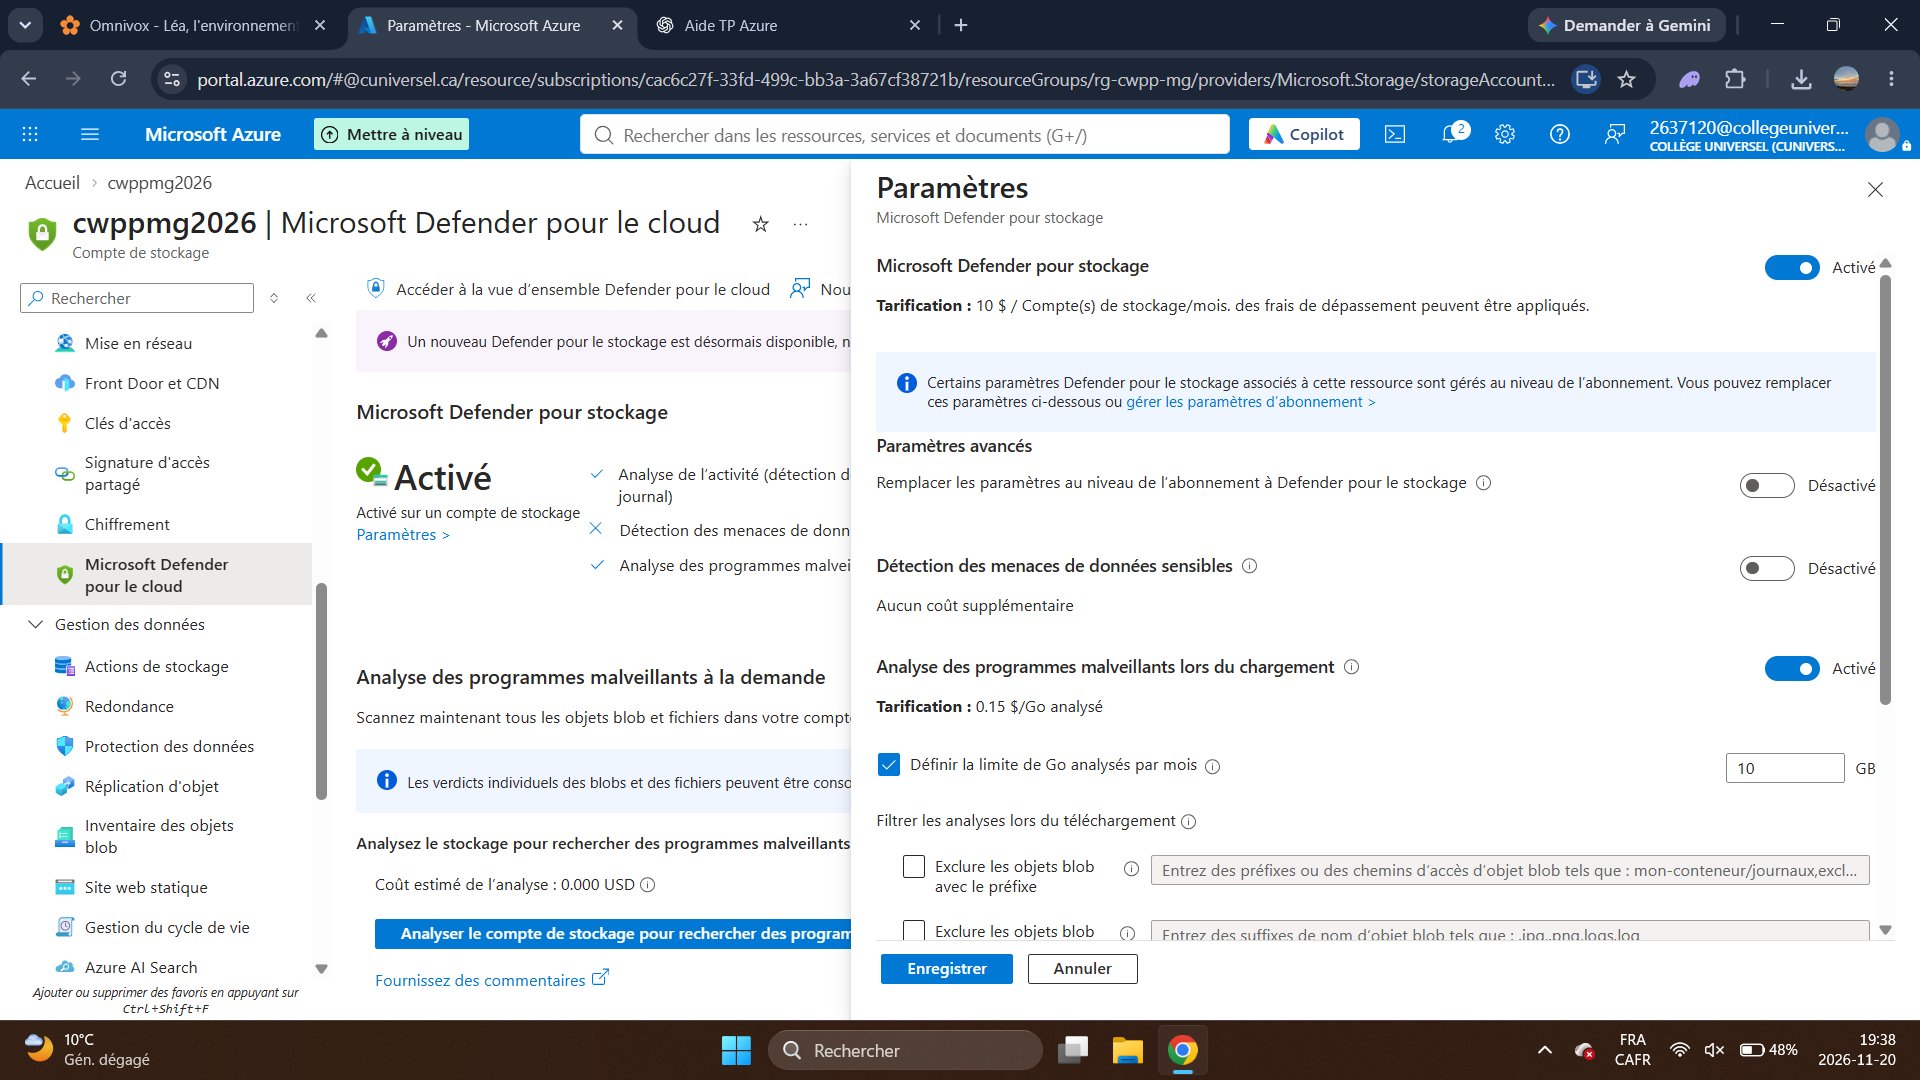 Omnivox - Léa, l'environnemen
Paramètres - Microsoft Azure
Aide TP Azure
Demander à Gemini
portal.azure.com/#@cuniversel.ca/resource/subscriptions/cac6c27f-33fd-499c-bb3a-3a67cf38721b/resourceGroups/rg-cwpp-mg/providers/Microsoft.Storage/storageAccount...
Microsoft Azure
Mettre à niveau
Rechercher dans les ressources, services et documents (G+/)
Copilot
2
2637120@collegeuniver...
COLLÈGE UNIVERSEL (CUNIVERS...
Accueil > cwppmg2026
cwppmg2026 | Microsoft Defender pour le cloud
Compte de stockage
Rechercher
Mise en réseau
Front Door et CDN
Clés d'accès
Signature d'accès
partagé
Chiffrement
Microsoft Defender
pour le cloud
Gestion des données
Actions de stockage
Redondance
Protection des données
Réplication d'objet
Inventaire des objets
blob
Site web statique
Gestion du cycle de vie
Azure AI Search
Ajouter ou supprimer des favoris en appuyant sur
Ctrl+Shift+F
Accéder à la vue d'ensemble Defender pour le cloud
Nou
Un nouveau Defender pour le stockage est désormais disponible, n
Microsoft Defender pour stockage
Activé
Activé sur un compte de stockage
Paramètres >
Analyse de l'activité (détection d
journal)
Détection des menaces de donn
Analyse des programmes malvei
Analyse des programmes malveillants à la demande
Scannez maintenant tous les objets blob et fichiers dans votre compt
Les verdicts individuels des blobs et des fichiers peuvent être conso
Analysez le stockage pour rechercher des programmes malveillants
Coût estimé de l'analyse : 0.000 USD
Analyser le compte de stockage pour rechercher des program
Fournissez des commentaires
Paramètres
Microsoft Defender pour stockage
Microsoft Defender pour stockage
Activé
Tarification : 10 $ / Compte(s) de stockage/mois. des frais de dépassement peuvent être appliqués.
Certains paramètres Defender pour le stockage associés à cette ressource sont gérés au niveau de l'abonnement. Vous pouvez remplacer
ces paramètres ci-dessous ou gérer les paramètres d'abonnement >
Paramètres avancés
Remplacer les paramètres au niveau de l'abonnement à Defender pour le stockage
Désactivé
Détection des menaces de données sensibles
Désactivé
Aucun coût supplémentaire
Analyse des programmes malveillants lors du chargement
Activé
Tarification : 0.15 $/Go analysé
Définir la limite de Go analysés par mois
10
GB
Filtrer les analyses lors du téléchargement
Exclure les objets blob
avec le préfixe
Entrez des préfixes ou des chemins d'accès d'objet blob tels que : mon-conteneur/journaux,excl...
Exclure les objets blob
Entrez des suffixes de nom d'objet blob tels que : .jpg,.png,logs.log
Enregistrer
Annuler
10°C
Gén. dégagé
Rechercher
FRA
CAFR
48%
19:38
2026-11-20